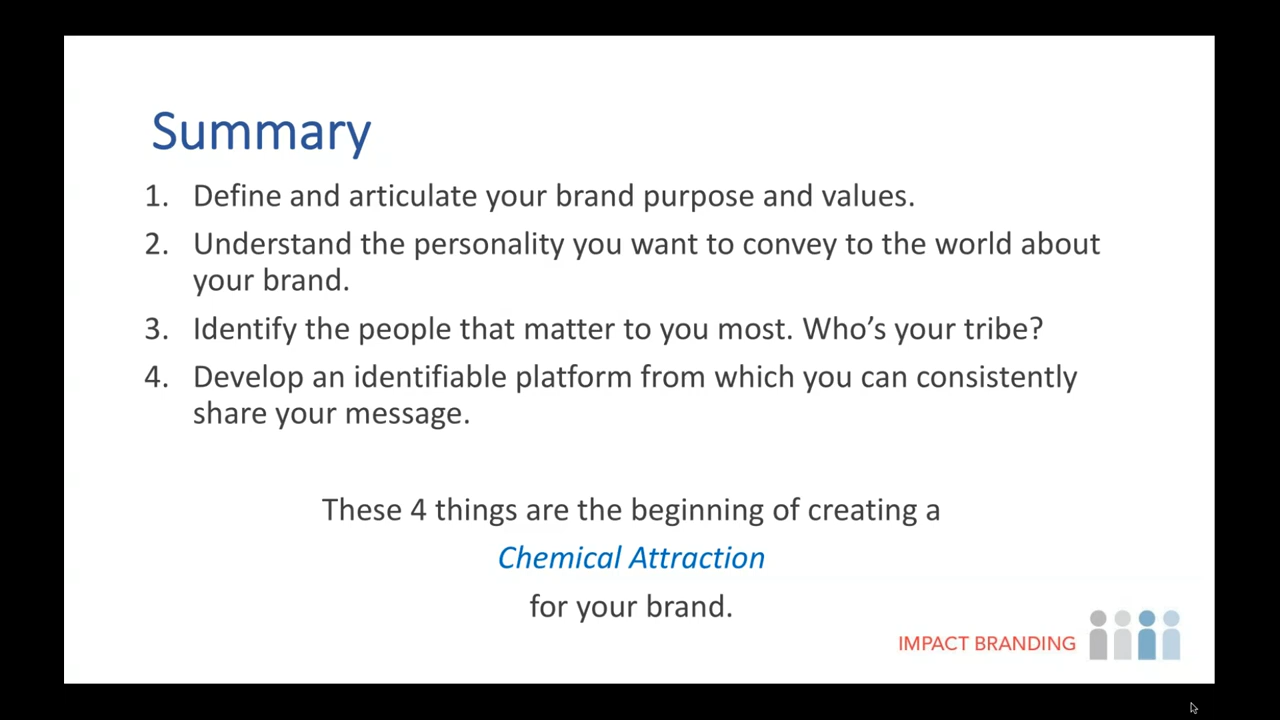 Summary
1. Define and articulate your brand purpose and values.
2. Understand the personality you want to convey to the world about
your brand.
3. Identify the people that matter to you most. Who’s your tribe?
4. Develop an identifiable platform from which you can consistently
share your message.
These 4 things are the beginning of creating a
Chemical Attraction
for your brand.
IMPACT BRANDING